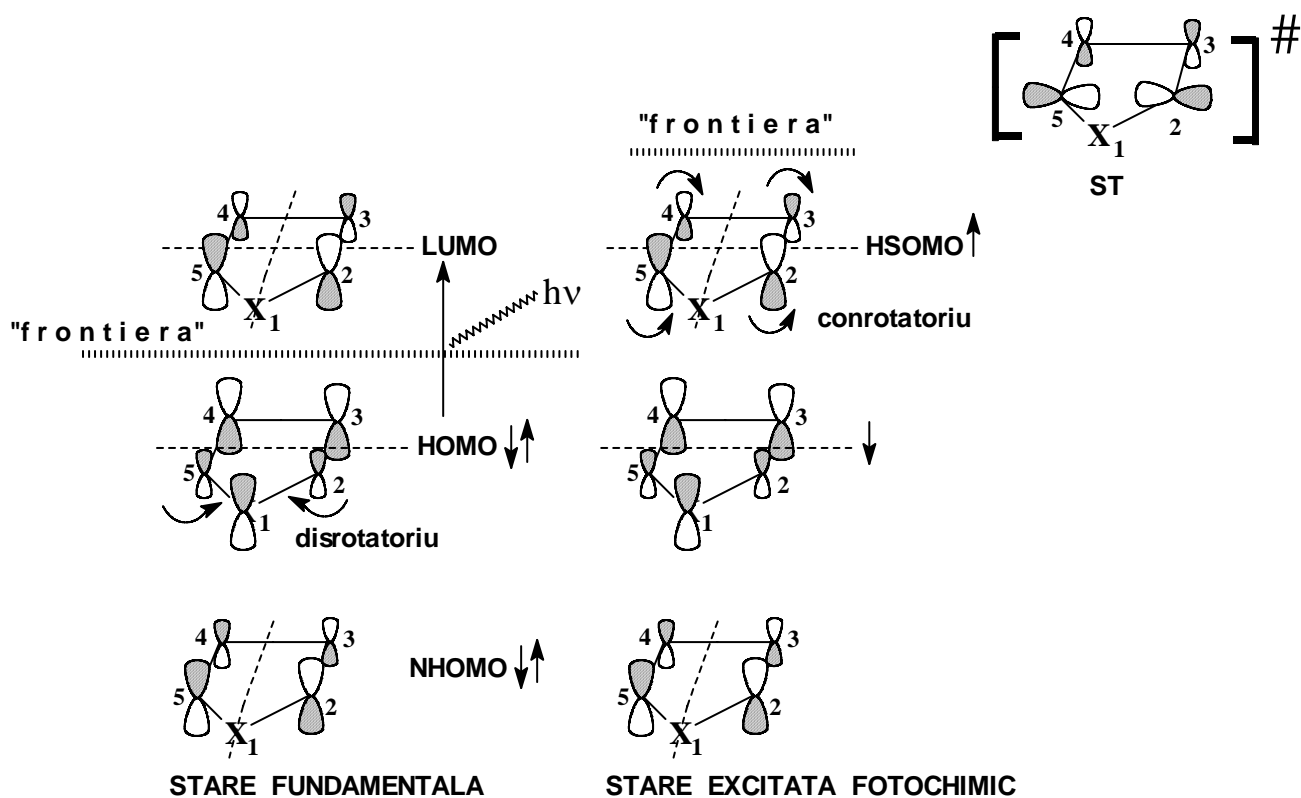 4
3
5
2
X1
ST
#
"frontiera"
4
3
5
2
X1
LUMO
hν
"frontiera"
4
3
5
2
X1
HSOMO
conrotatoriu
4
3
5
2
1
HOMO
disrotatoriu
4
3
5
2
1
4
3
5
2
X1
NHOMO
4
3
5
2
X1
STARE FUNDAMENTALA
STARE EXCITATA FOTOCHIMIC